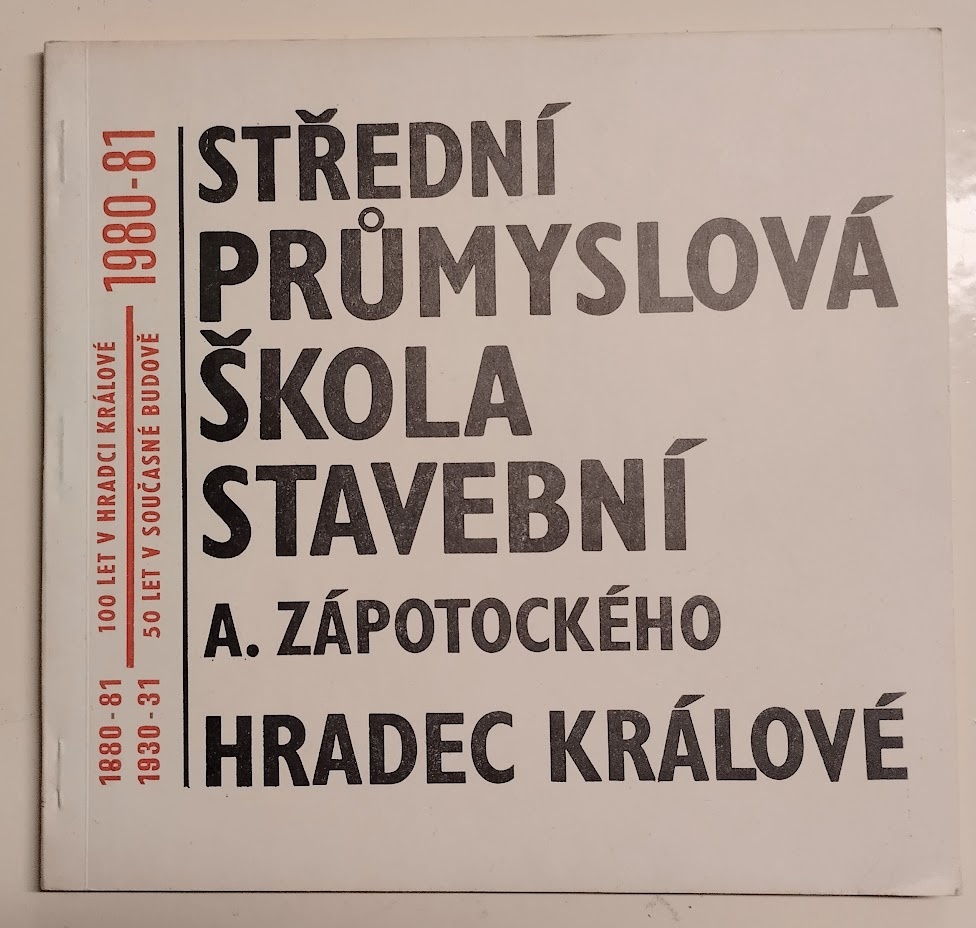 STŘEDNÍ
PRŮMYSLOVÁ
ŠKOLA
STAVEBNÍ
A. ZÁPOTOCKÉHO
HRADEC KRÁLOVÉ
1880-81 100 LET V HRADCI KRÁLOVÉ
1930-31 50 LET V SOUČASNÉ BUDOVĚ
1980-81